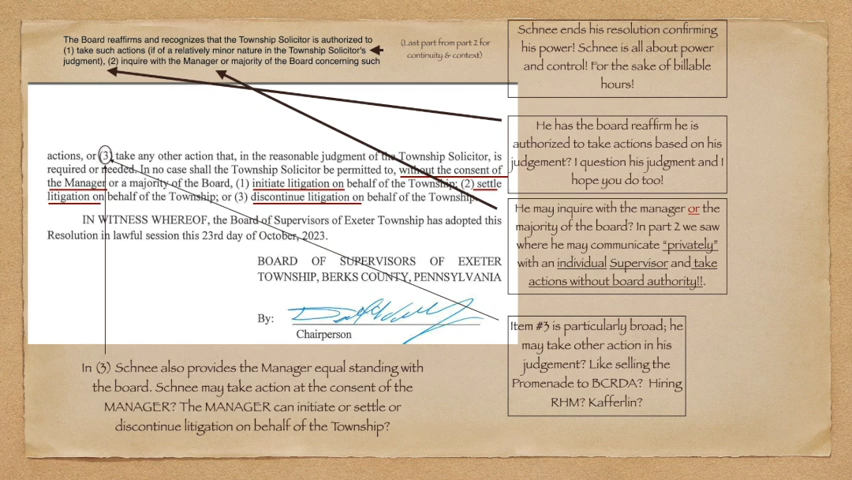 The Board reaffirms and recognizes that the Township Solicitor is authorized to
(1) take such actions (if of a relatively minor nature in the Township Solicitor's
judgment), (2) inquire with the Manager or majority of the Board concerning such
(Last part from part 2 for
continuity & context)
Schnee ends his resolution confirming
his power! Schnee is all about power
and control! For the sake of billable
hours!
He has the board reaffirm he is
authorized to take actions based on his
judgement? I question his judgment and I
hope you do too!
actions, or (3) take any other action that, in the reasonable judgment of the Township Solicitor, is
required or needed. In no case shall the Township Solicitor be permitted to, without the consent of
the Manager or a majority of the Board, (1) initiate litigation on behalf of the Township; (2) settle
litigation on behalf of the Township; or (3) discontinue litigation on behalf of the Township.
IN WITNESS WHEREOF, the Board of Supervisors of Exeter Township has adopted this
Resolution in lawful session this 23rd day of October, 2023.
He may inquire with the manager or the
majority of the board? In part 2 we saw
where he may communicate "privately"
with an individual Supervisor and take
actions without board authority!!.
BOARD OF SUPERVISORS OF EXETER
TOWNSHIP, BERKS COUNTY, PENNSYLVANIA
By:
Chairperson
Item #3 is particularly broad; he
may take other action in his
judgement? Like selling the
Promenade to BCRDA? Hiring
RHM? Kafferlin?
In (3) Schnee also provides the Manager equal standing with
the board. Schnee may take action at the consent of the
MANAGER? The MANAGER can initiate or settle or
discontinue litigation on behalf of the Township?